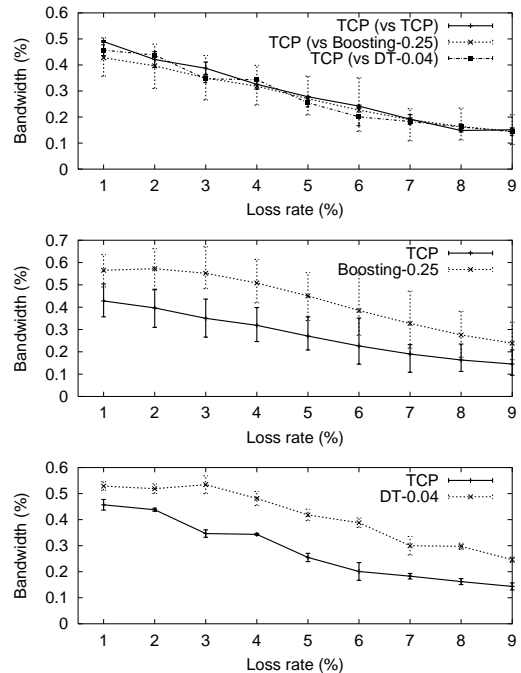 0.6
0.5
0.4
0.3
0.2
0.1
0
Bandwidth (%)
TCP (vs TCP)
TCP (vs Boosting-0.25)
TCP (vs DT-0.04)
1 2 3 4 5 6 7 8 9
Loss rate (%)
0.7
0.6
0.5
0.4
0.3
0.2
0.1
0
Bandwidth (%)
TCP
Boosting-0.25
1 2 3 4 5 6 7 8 9
Loss rate (%)
0.6
0.5
0.4
0.3
0.2
0.1
0
Bandwidth (%)
TCP
DT-0.04
1 2 3 4 5 6 7 8 9
Loss rate (%)